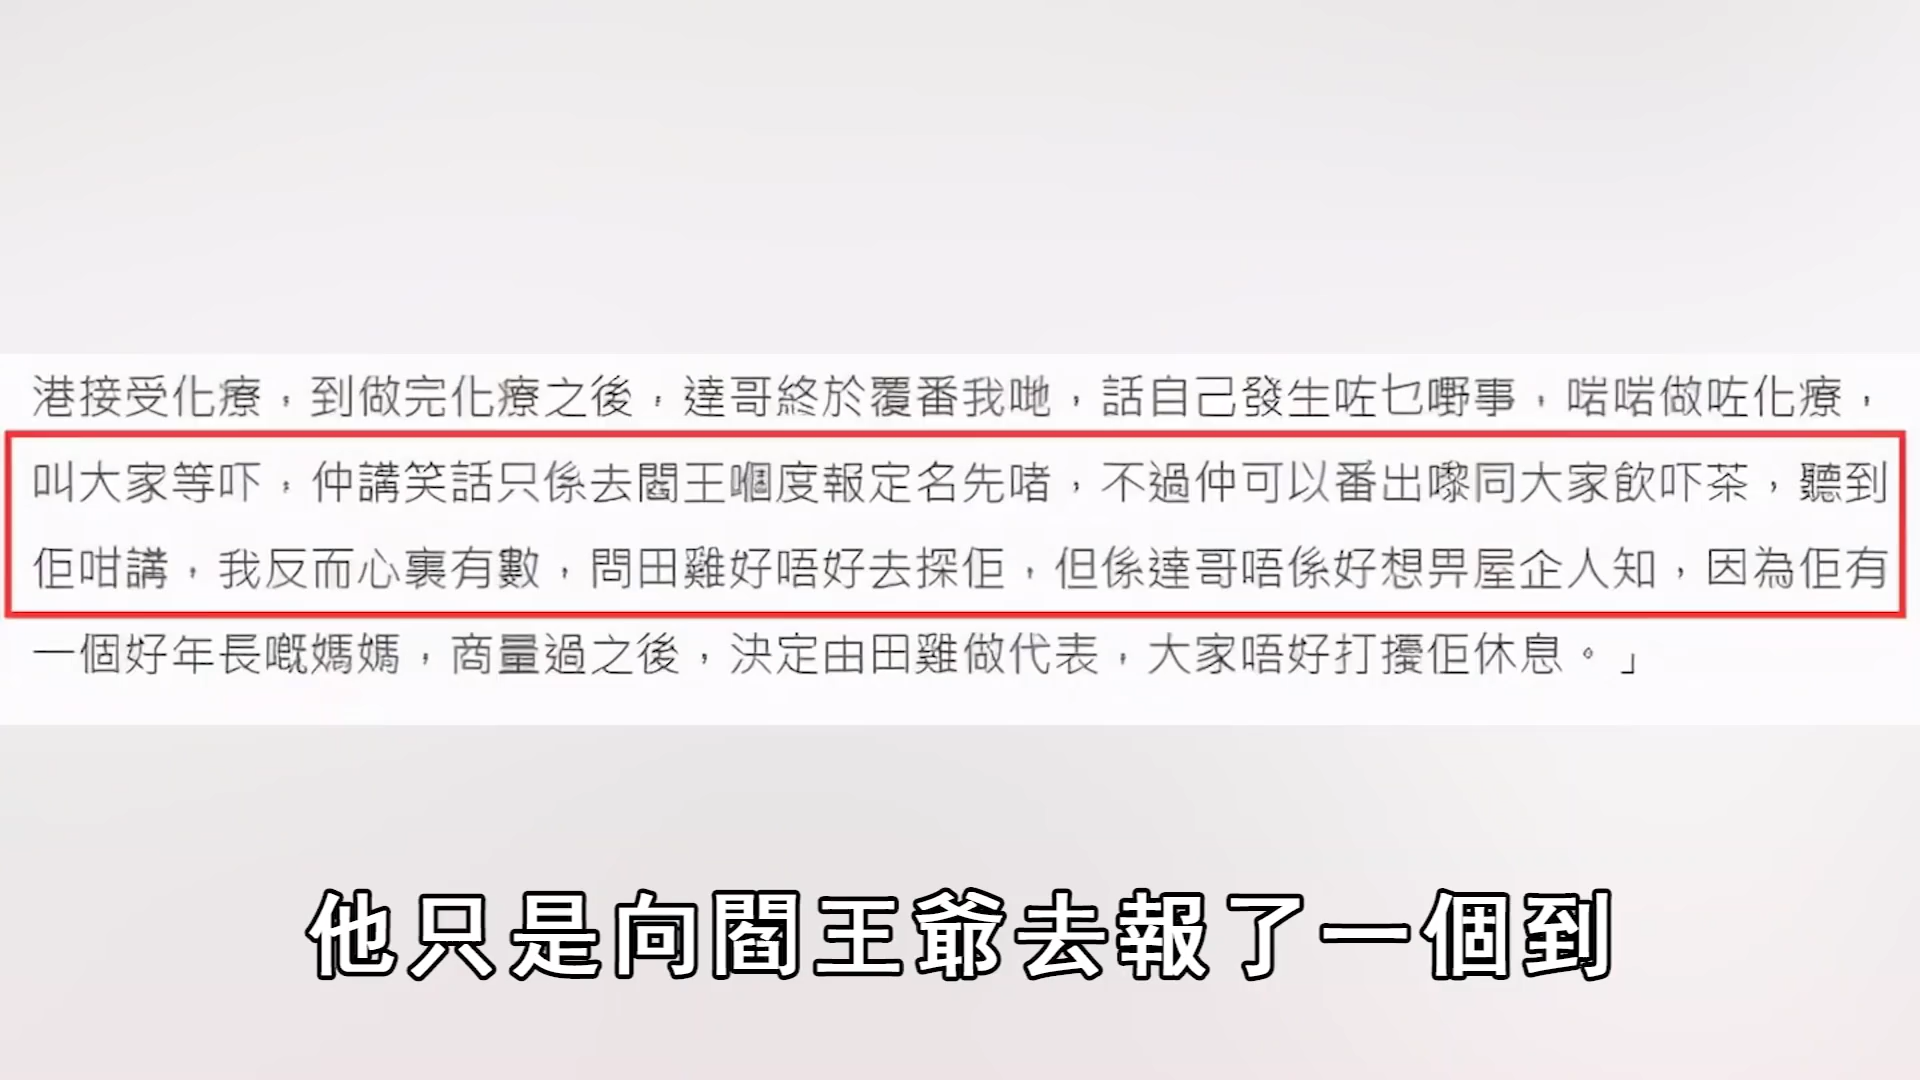 港接受化療，到做完化療之後，達哥終於覆番我哋，話自己發生咗乜嘢事，啱啱做咗化療，
叫大家等吓，仲講笑話只係去閻王嗰度報定名先啫，不過仲可以番出嚟同大家飲吓茶，聽到
佢咁講，我反而心裏有數，問田雞好唔好去探佢，但係達哥唔係好想畀屋企人知，因為佢有
一個好年長嘅媽媽，商量過之後，決定由田雞做代表，大家唔好打擾佢休息。」
他只是向閻王爺去報了一個到